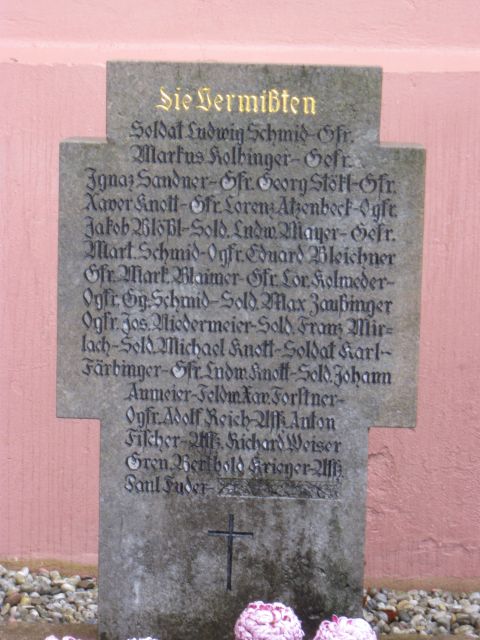 Die Vermißten
Soldat Ludwig Schmid-Gfr.
Markus Kolbinger-Gefr.
Ignaz Sandner-Gfr. Georg Stökl-Gfr.
Xaver Knott-Gfr. Lorenz Atzenbeck-Ogfr.
Jakob Blößl-Sold. Ludw. Mayer-Gefr.
Mart. Schmid-Ogfr. Eduard Bleichner
Gfr. Mark. Blaimer-Gfr. Lor. Kolmeder-
Ogfr. Gg. Schmid-Sold. Max Zaußinger
Ogfr. Jos. Niedermeier-Sold. Franz Mir=
lach-Sold. Michael Knott-Soldat Karl-
Färbinger-Gfr. Ludw. Knott-Sold. Johann
Anmeier-Feldw. Xav. Forstner-
Ogfr. Adolf Reich-Uffz. Anton
Fischer-Uffz. Richard Weiser
Gren. Berthold Krieger-Uffz.
Paul Fuder-